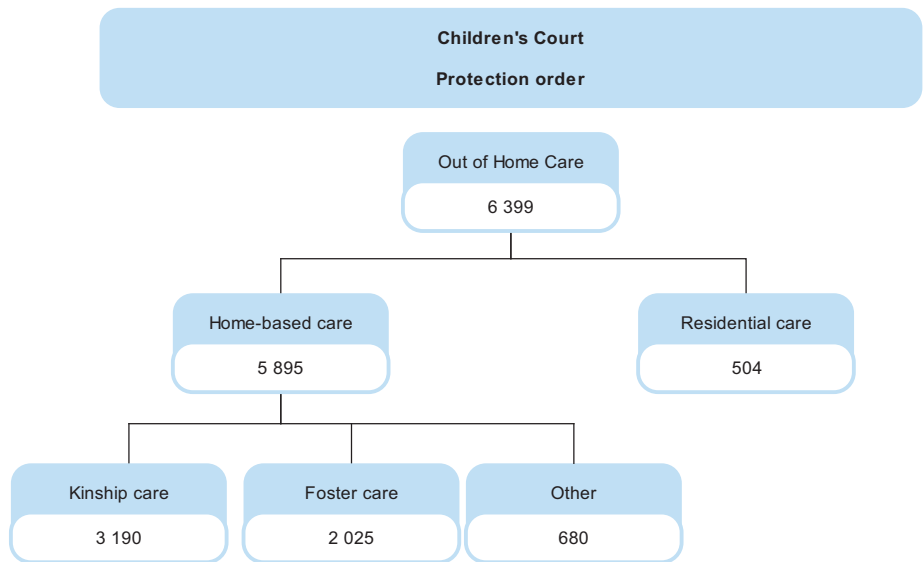 Children's Court
Protection order
Out of Home Care
6 399
Home-based care
5 895
Residential care
504
Kinship care
3 190
Foster care
2 025
Other
680